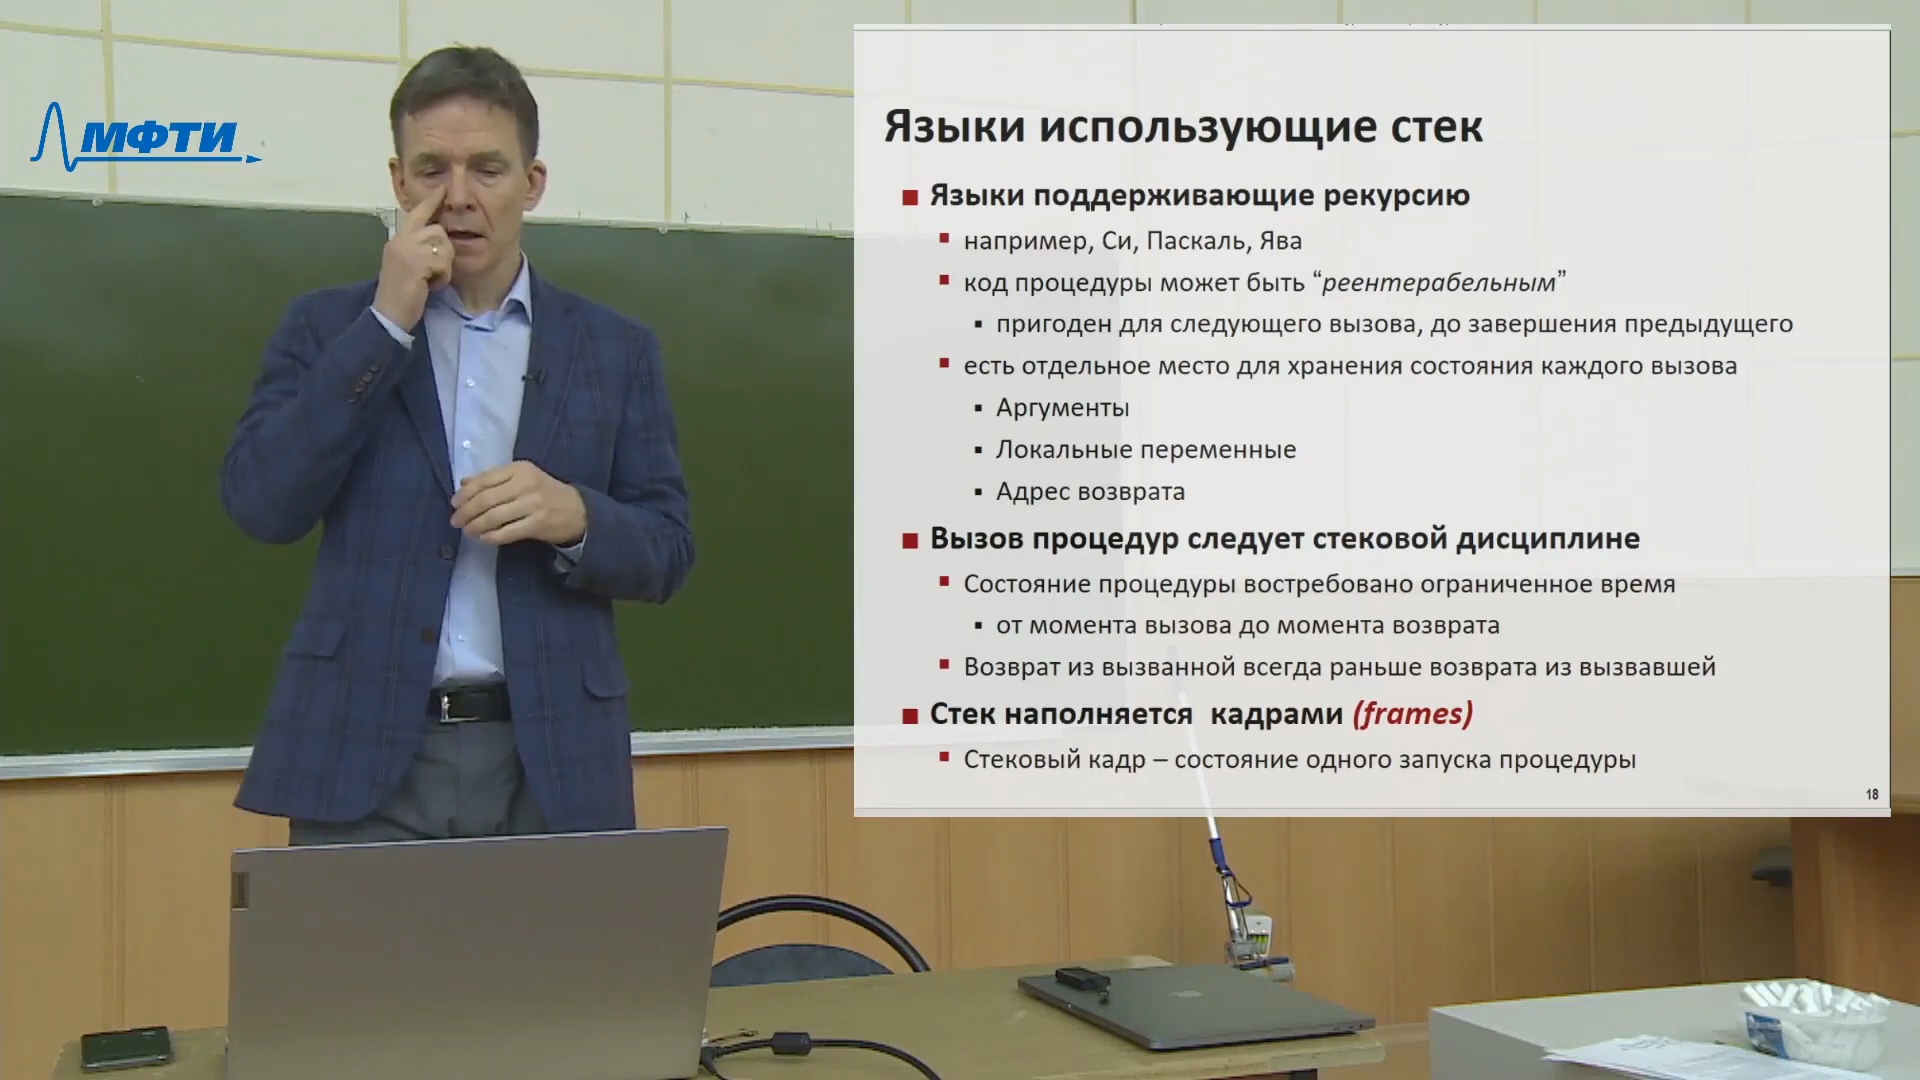 МФТИ
Языки использующие стек
Языки поддерживающие рекурсию
например, Си, Паскаль, Ява
код процедуры может быть “реентерабельным”
пригоден для следующего вызова, до завершения предыдущего
есть отдельное место для хранения состояния каждого вызова
Аргументы
Локальные переменные
Адрес возврата
Вызов процедур следует стековой дисциплине
Состояние процедуры востребовано ограниченное время
от момента вызова до момента возврата
Возврат из вызванной всегда раньше возврата из вызвавшей
Стек наполняется кадрами (frames)
Стековый кадр – состояние одного запуска процедуры
18